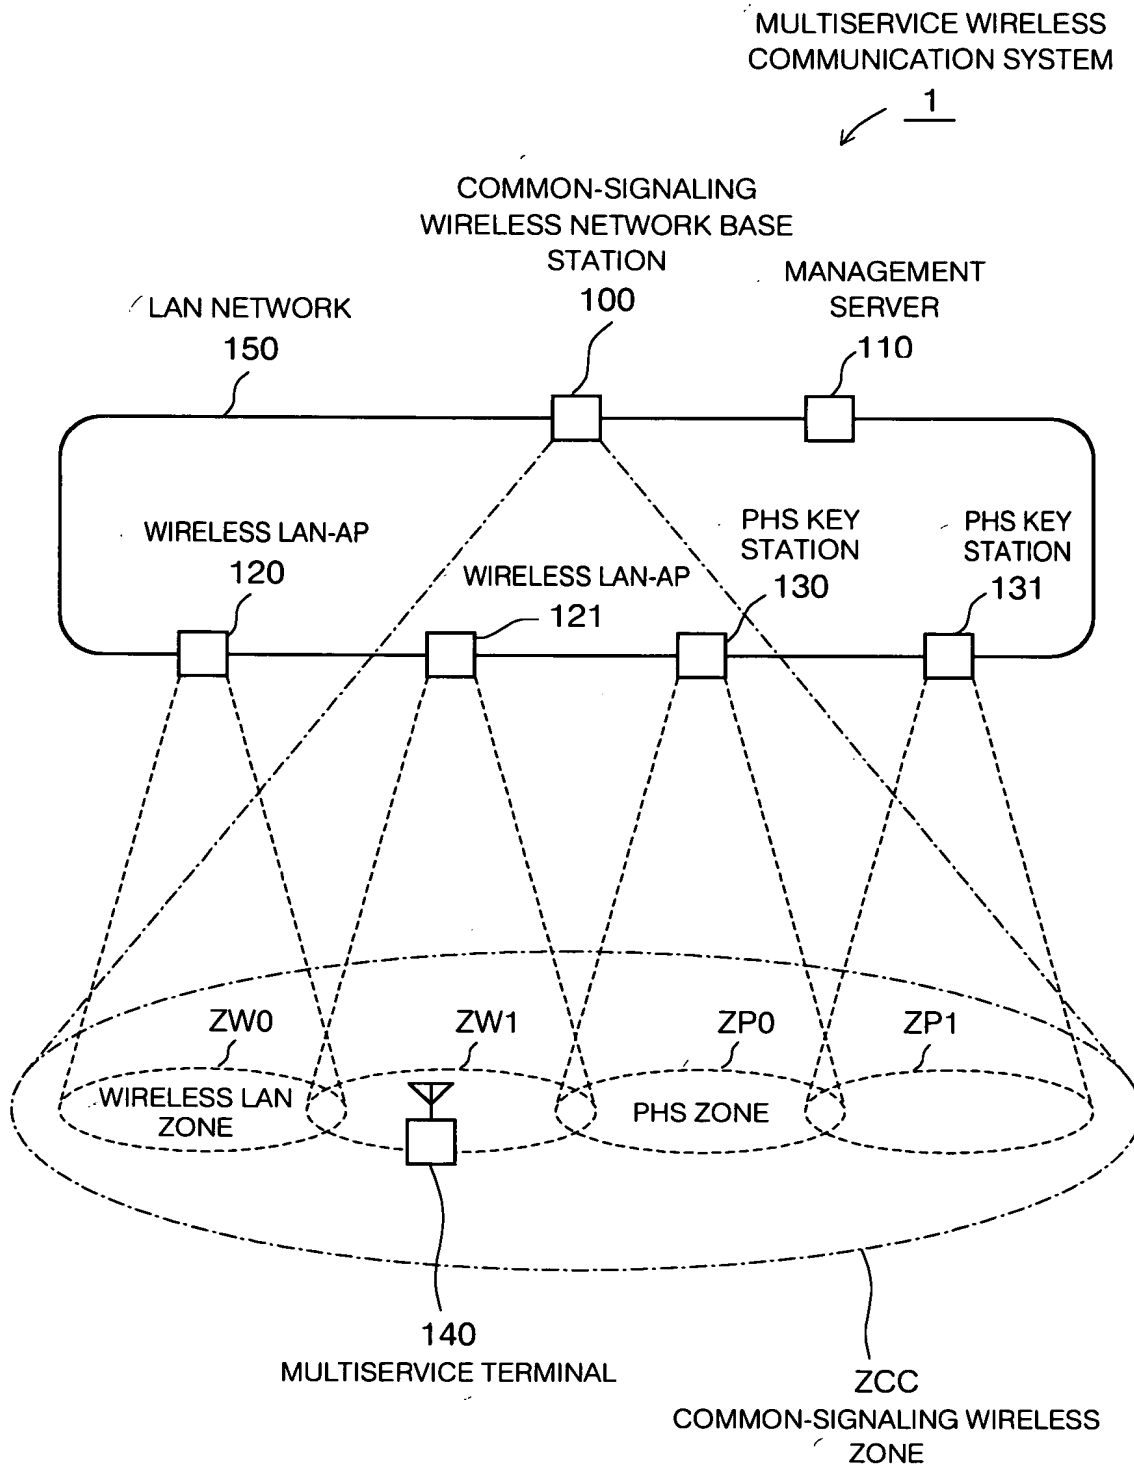 MULTISERVICE WIRELESS
COMMUNICATION SYSTEM
1
COMMON-SIGNALING
WIRELESS NETWORK BASE
STATION
100
MANAGEMENT
SERVER
110
LAN NETWORK
150
WIRELESS LAN-AP
120
WIRELESS LAN-AP
121
PHS KEY
STATION
130
PHS KEY
STATION
131
ZW0
ZW1
ZP0
ZP1
WIRELESS LAN
ZONE
PHS ZONE
140
MULTISERVICE TERMINAL
ZCC
COMMON-SIGNALING WIRELESS
ZONE